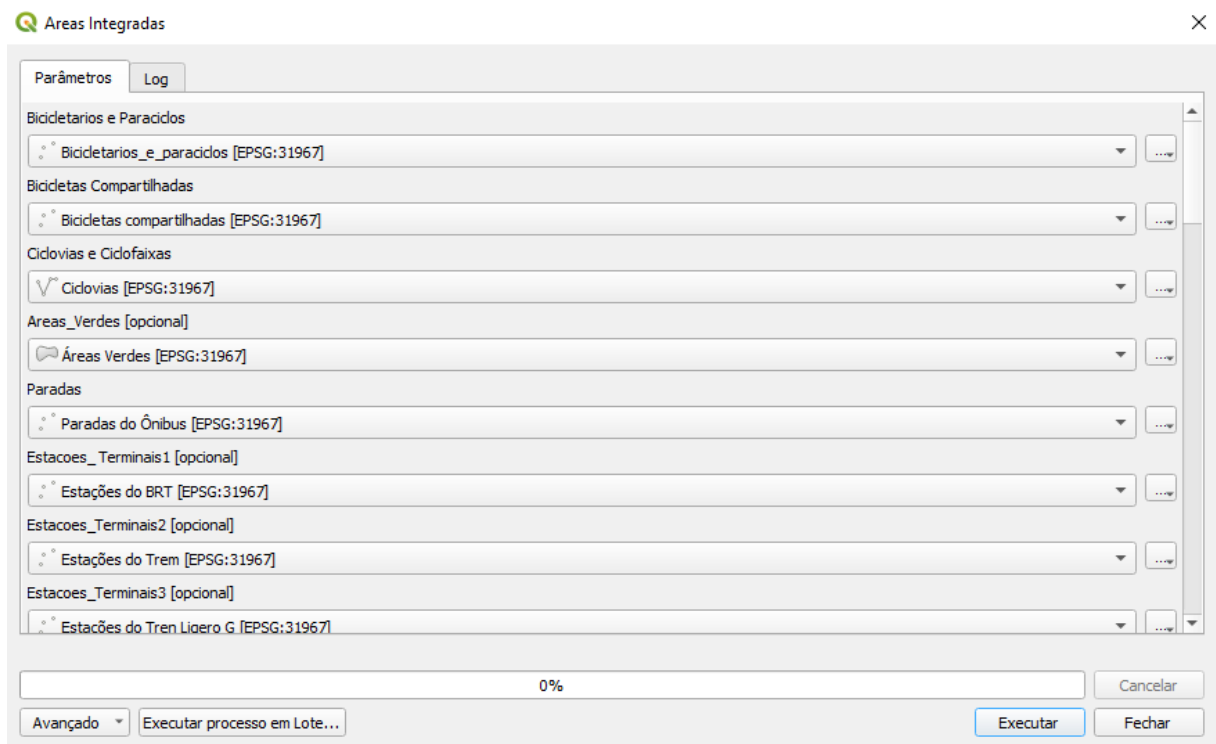 Areas Integradas
Parâmetros Log
Bicicletarios e Paraciclos
Bicicletarios_e_paraciclos [EPSG:31967]
Bicicletas Compartilhadas
Bicicletas compartilhadas [EPSG:31967]
Ciclovias e Ciclofaixas
Ciclovias [EPSG:31967]
Areas_Verdes [opcional]
Áreas Verdes [EPSG:31967]
Paradas
Paradas do Ônibus [EPSG:31967]
Estacoes_ Terminais1 [opcional]
Estações do BRT [EPSG:31967]
Estacoes_Terminais2 [opcional]
Estações do Trem [EPSG:31967]
Estacoes_Terminais3 [opcional]
Estações do Tren Ligero G [EPSG:31967]
0% Cancelar
Avançado Executar processo em Lote... Executar Fechar